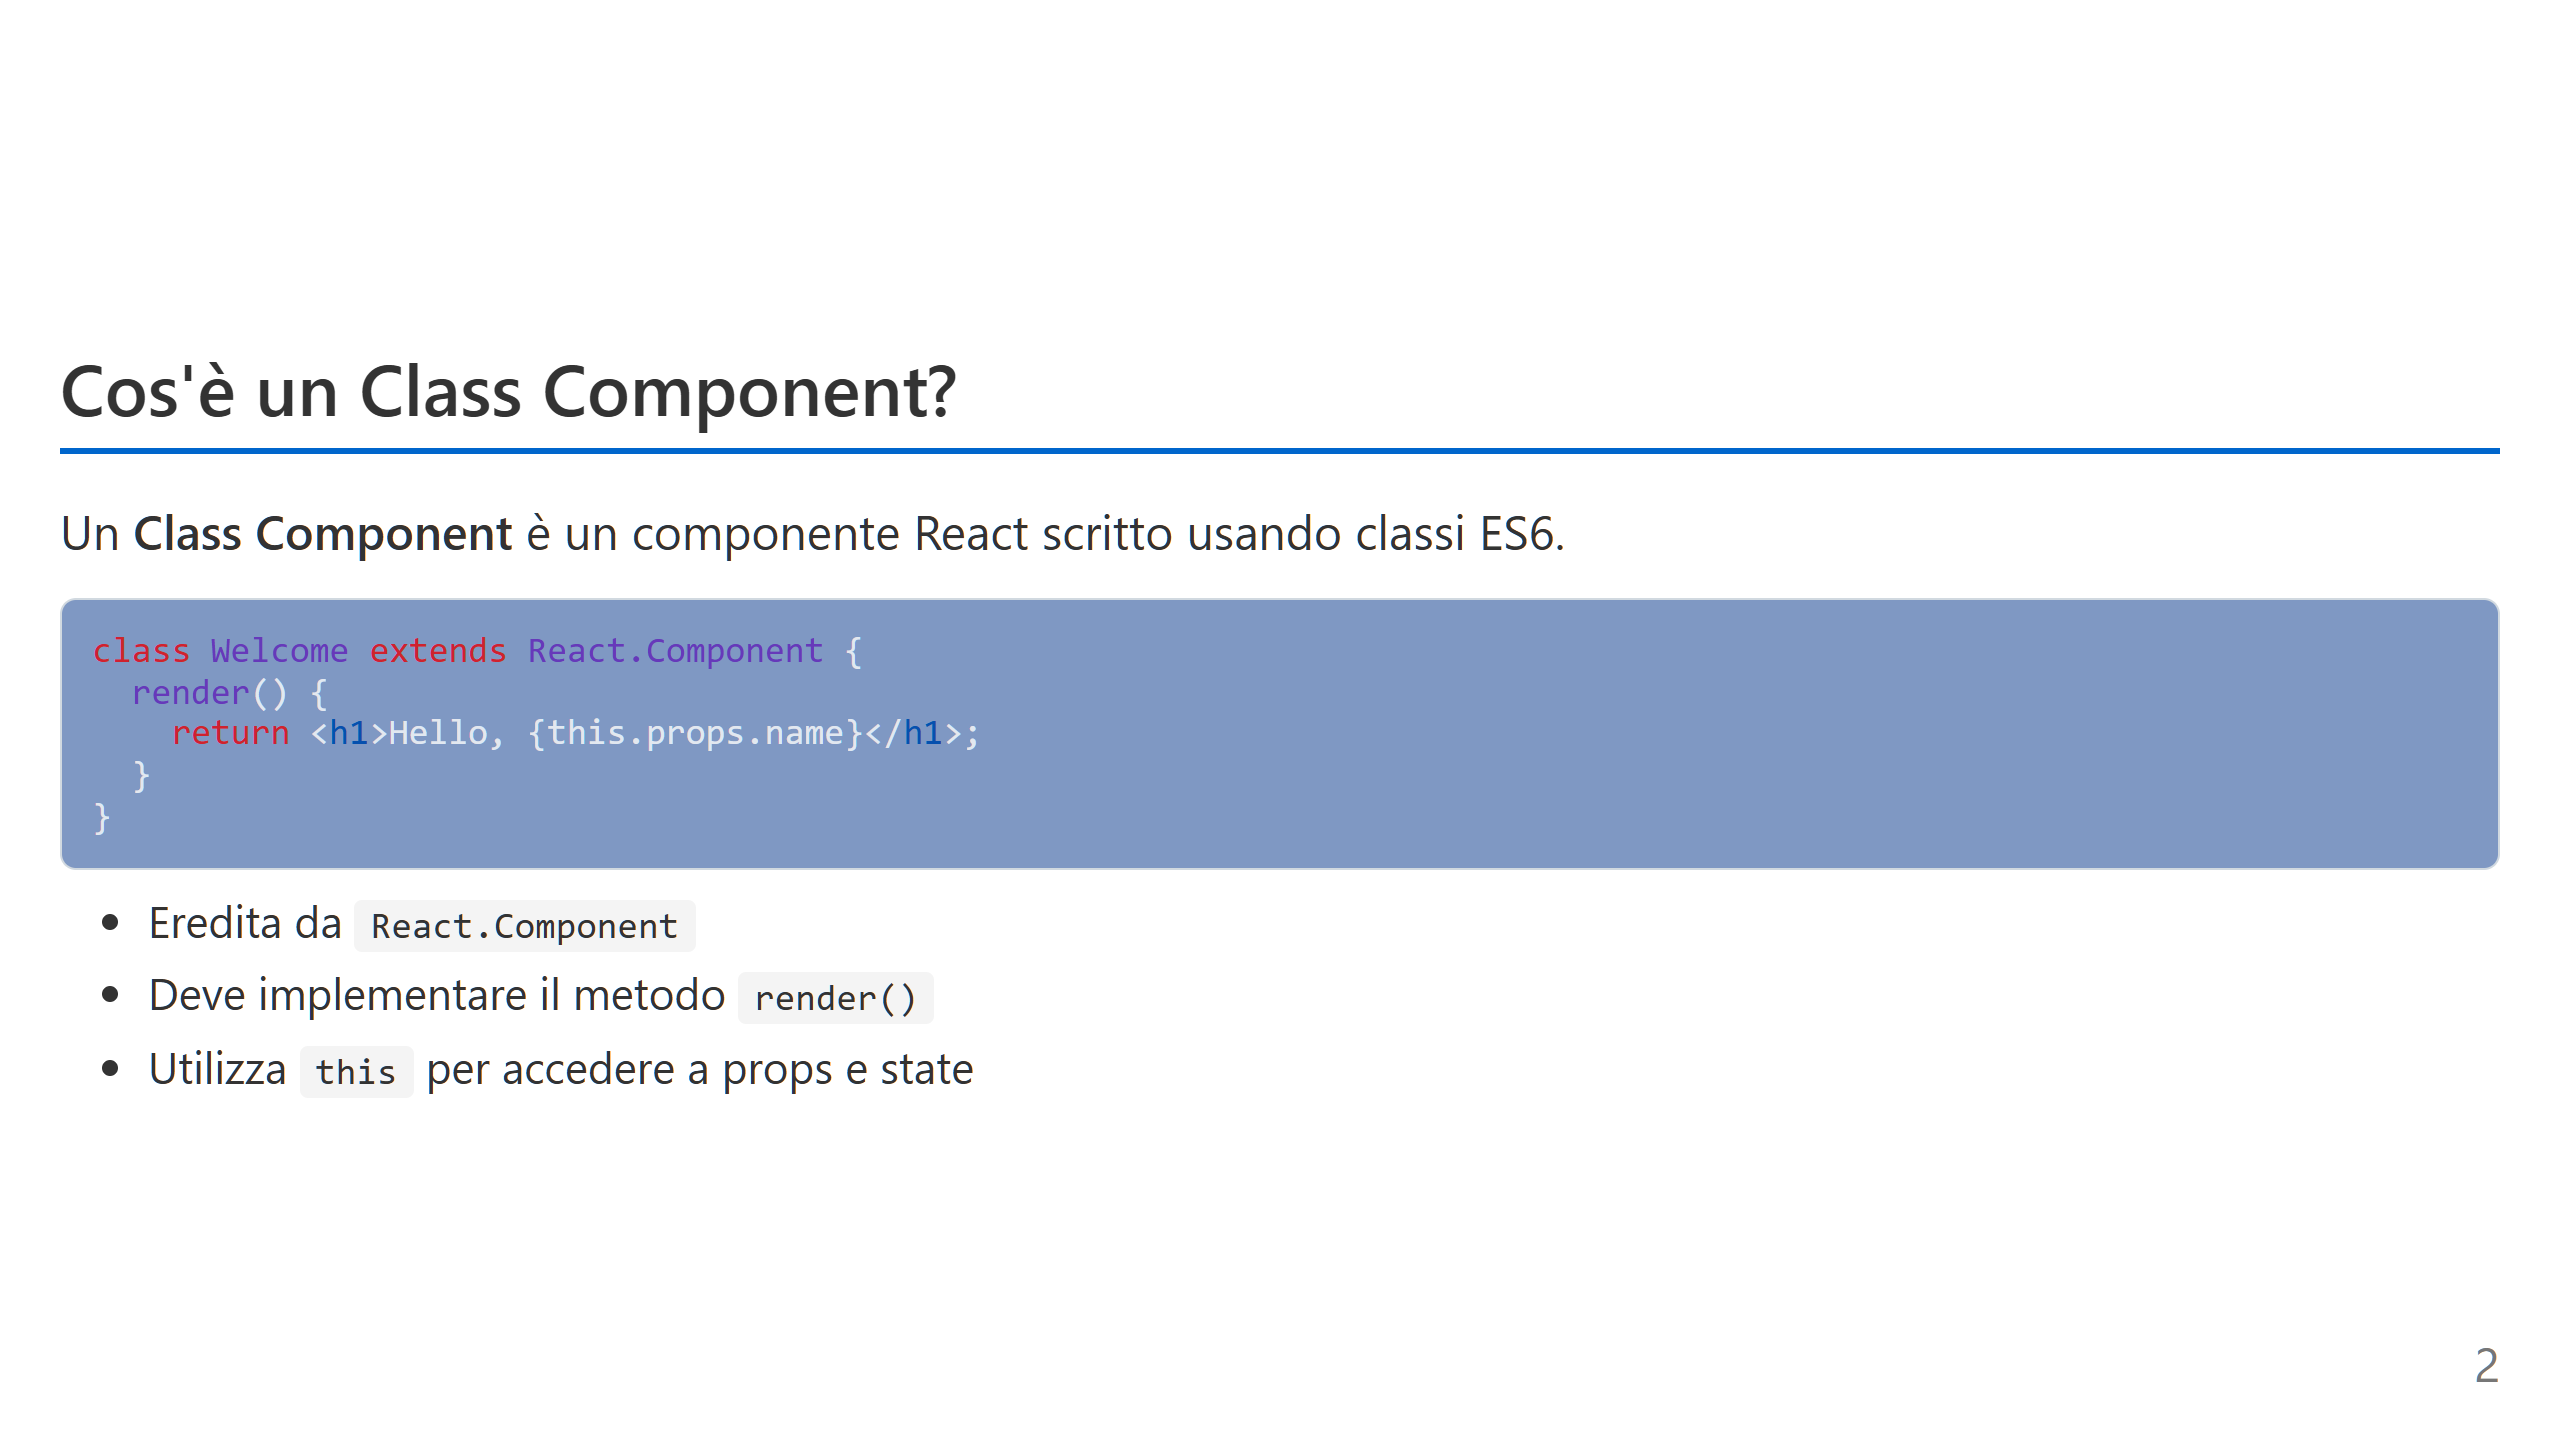 Cos'è un Class Component?
Un Class Component è un componente React scritto usando classi ES6.
class Welcome extends React.Component {
  render() {
    return <h1>Hello, {this.props.name}</h1>;
  }
}
• Eredita da React.Component
• Deve implementare il metodo render()
• Utilizza this per accedere a props e state
2